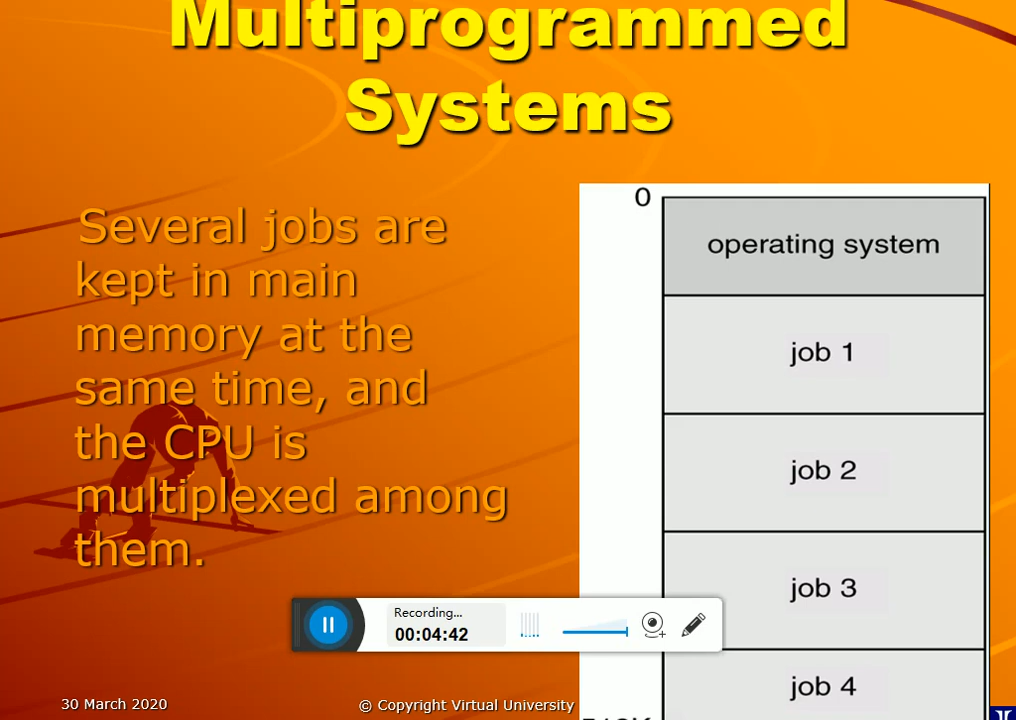 Multiprogrammed
Systems
Several jobs are
kept in main
memory at the
same time, and
the CPU is
multiplexed among
them.
0
operating system
job 1
job 2
job 3
job 4
Recording...
00:04:42
30 March 2020
© Copyright Virtual University